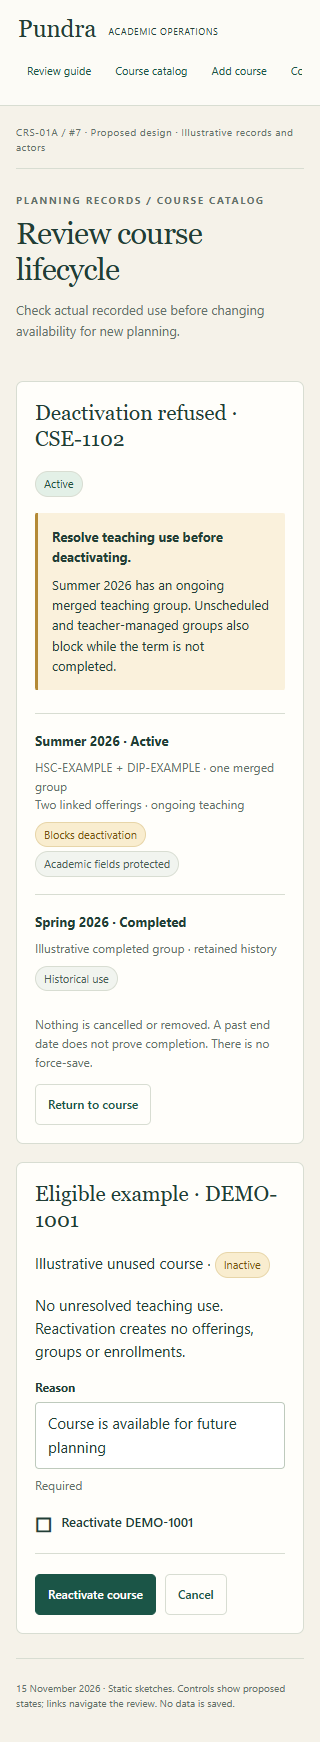 Pundra ACADEMIC OPERATIONS
Review guide Course catalog Add course Co
CRS-01A / #7 · Proposed design · Illustrative records and
actors
PLANNING RECORDS / COURSE CATALOG
Review course
lifecycle
Check actual recorded use before changing
availability for new planning.
Deactivation refused ·
CSE-1102
Active
Resolve teaching use before
deactivating.
Summer 2026 has an ongoing
merged teaching group. Unscheduled
and teacher-managed groups also
block while the term is not
completed.
Summer 2026 · Active
HSC-EXAMPLE + DIP-EXAMPLE · one merged
group
Two linked offerings · ongoing teaching
Blocks deactivation
Academic fields protected
Spring 2026 · Completed
Illustrative completed group · retained history
Historical use
Nothing is cancelled or removed. A past end
date does not prove completion. There is no
force-save.
Return to course
Eligible example · DEMO-
1001
Illustrative unused course · Inactive
No unresolved teaching use.
Reactivation creates no offerings,
groups or enrollments.
Reason
Course is available for future
planning
Required
Reactivate DEMO-1001
Reactivate course Cancel
15 November 2026 · Static sketches. Controls show proposed
states; links navigate the review. No data is saved.